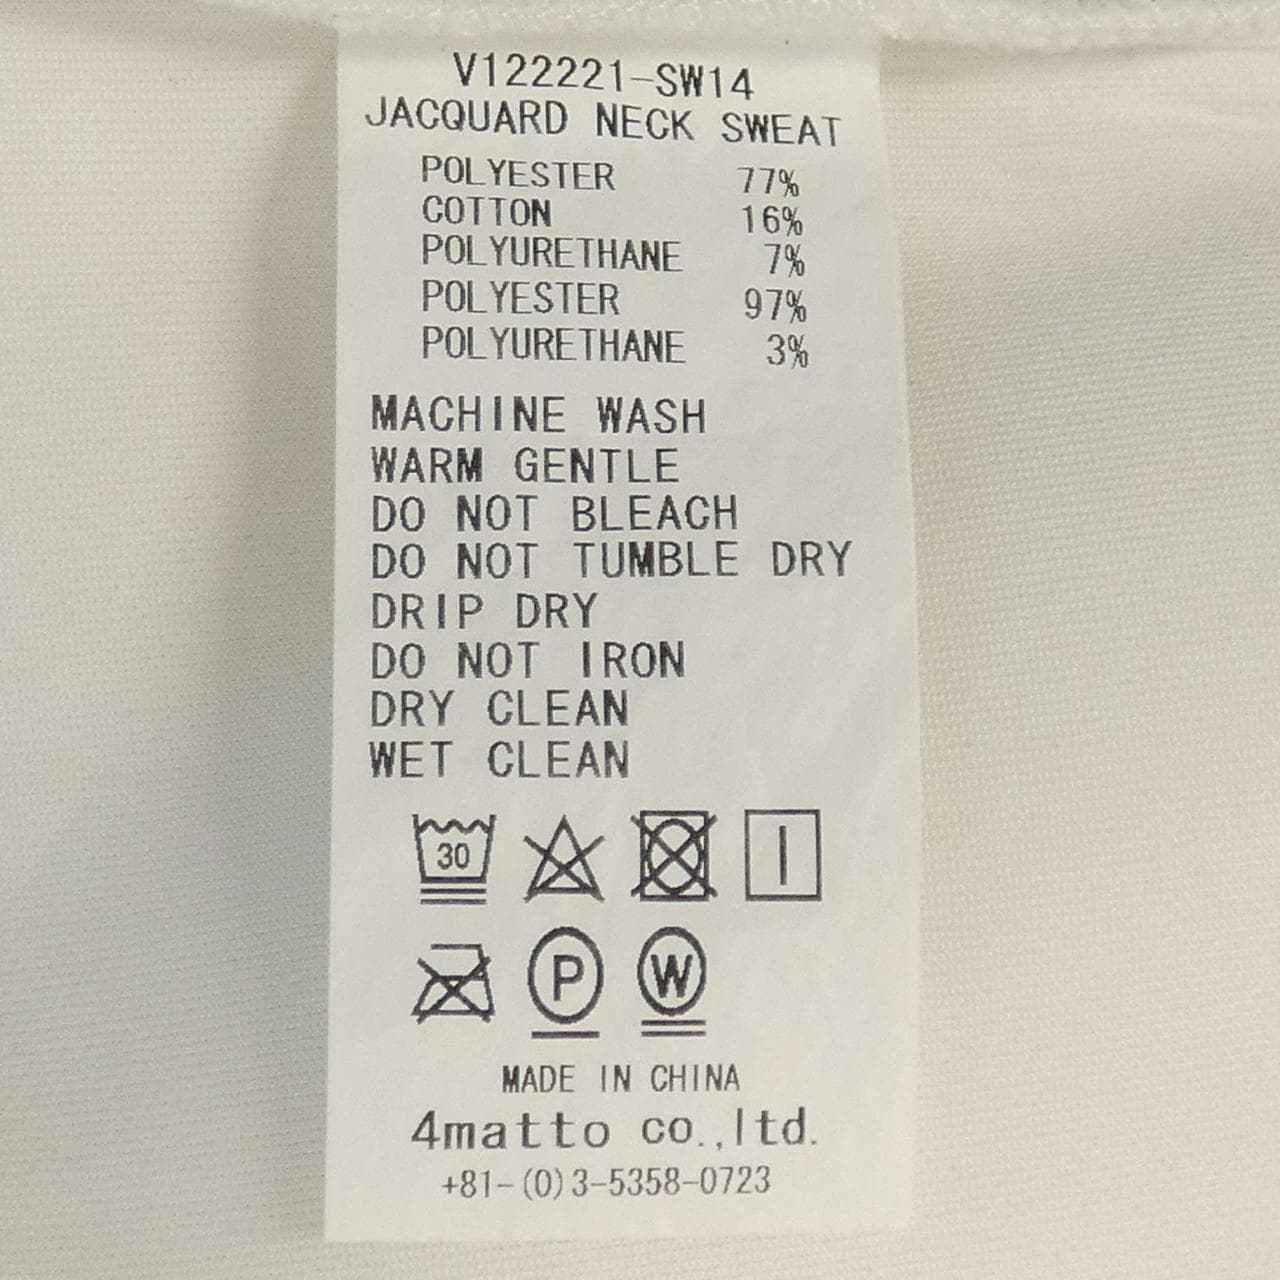 V122221-SW14
JACQUARD NECK SWEAT
POLYESTER 77%
COTTON 16%
POLYURETHANE 7%
POLYESTER 97%
POLYURETHANE 3%
MACHINE WASH
WARM GENTLE
DO NOT BLEACH
DO NOT TUMBLE DRY
DRIP DRY
DO NOT IRON
DRY CLEAN
WET CLEAN
30
P W
MADE IN CHINA
4matto co.,ltd.
+81-(0)3-5358-0723